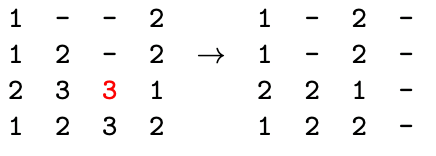 1 - - 2 1 - 2 -
1 2 - 2 → 1 - 2 -
2 3 3 1 2 2 1 -
1 2 3 2 1 2 2 -